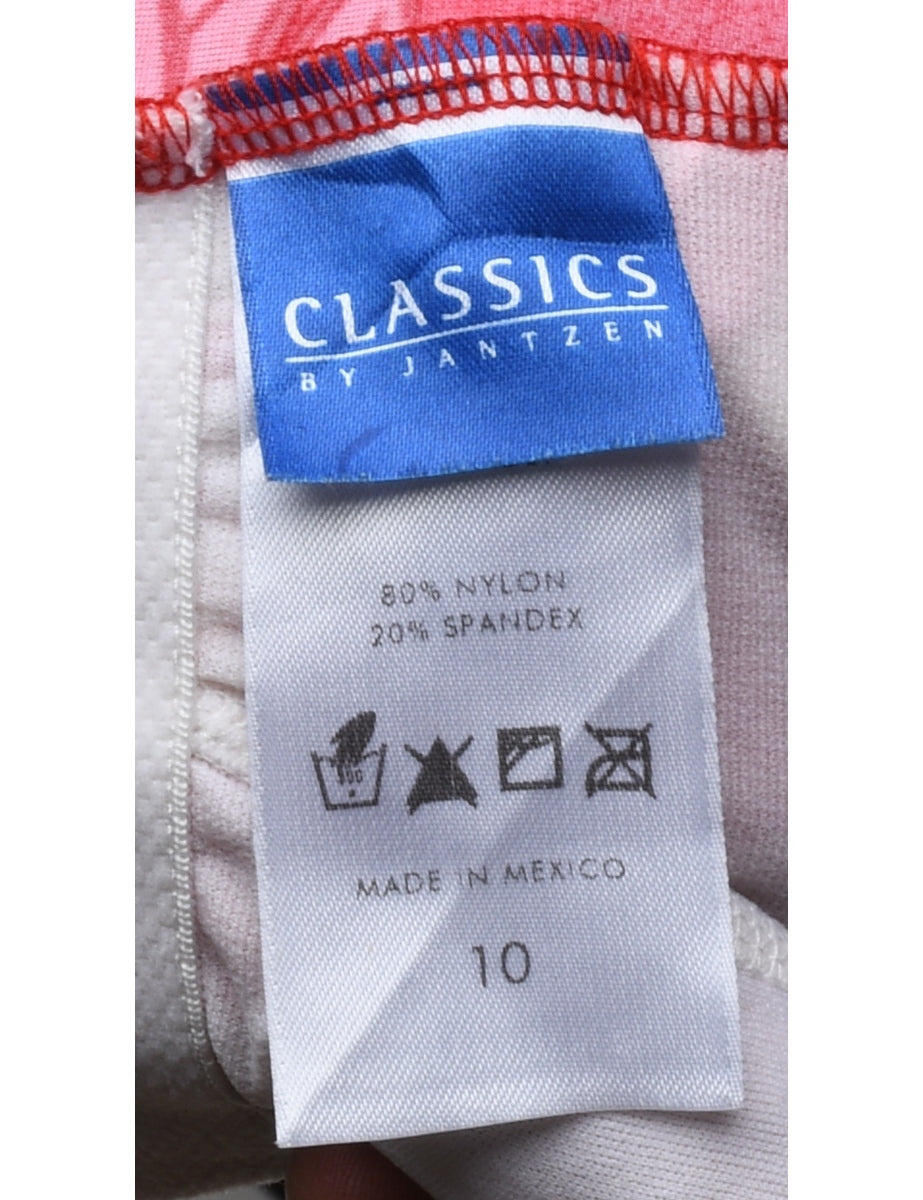 CLASSICS
BY JANTZEN
80% NYLON
20% SPANDEX
MADE IN MEXICO
10